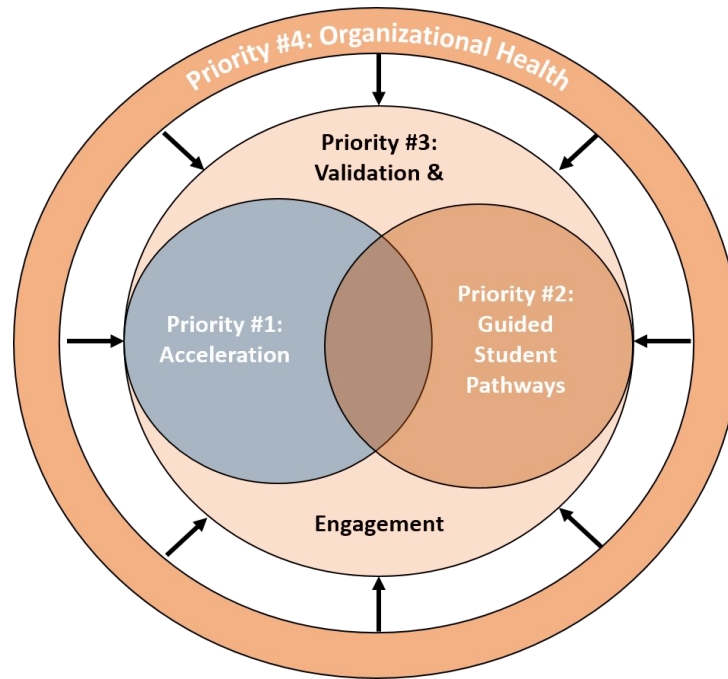 Priority #4: Organizational Health
Priority #3:
Validation &
Priority #1:
Acceleration
Priority #2:
Guided
Student
Pathways
Engagement